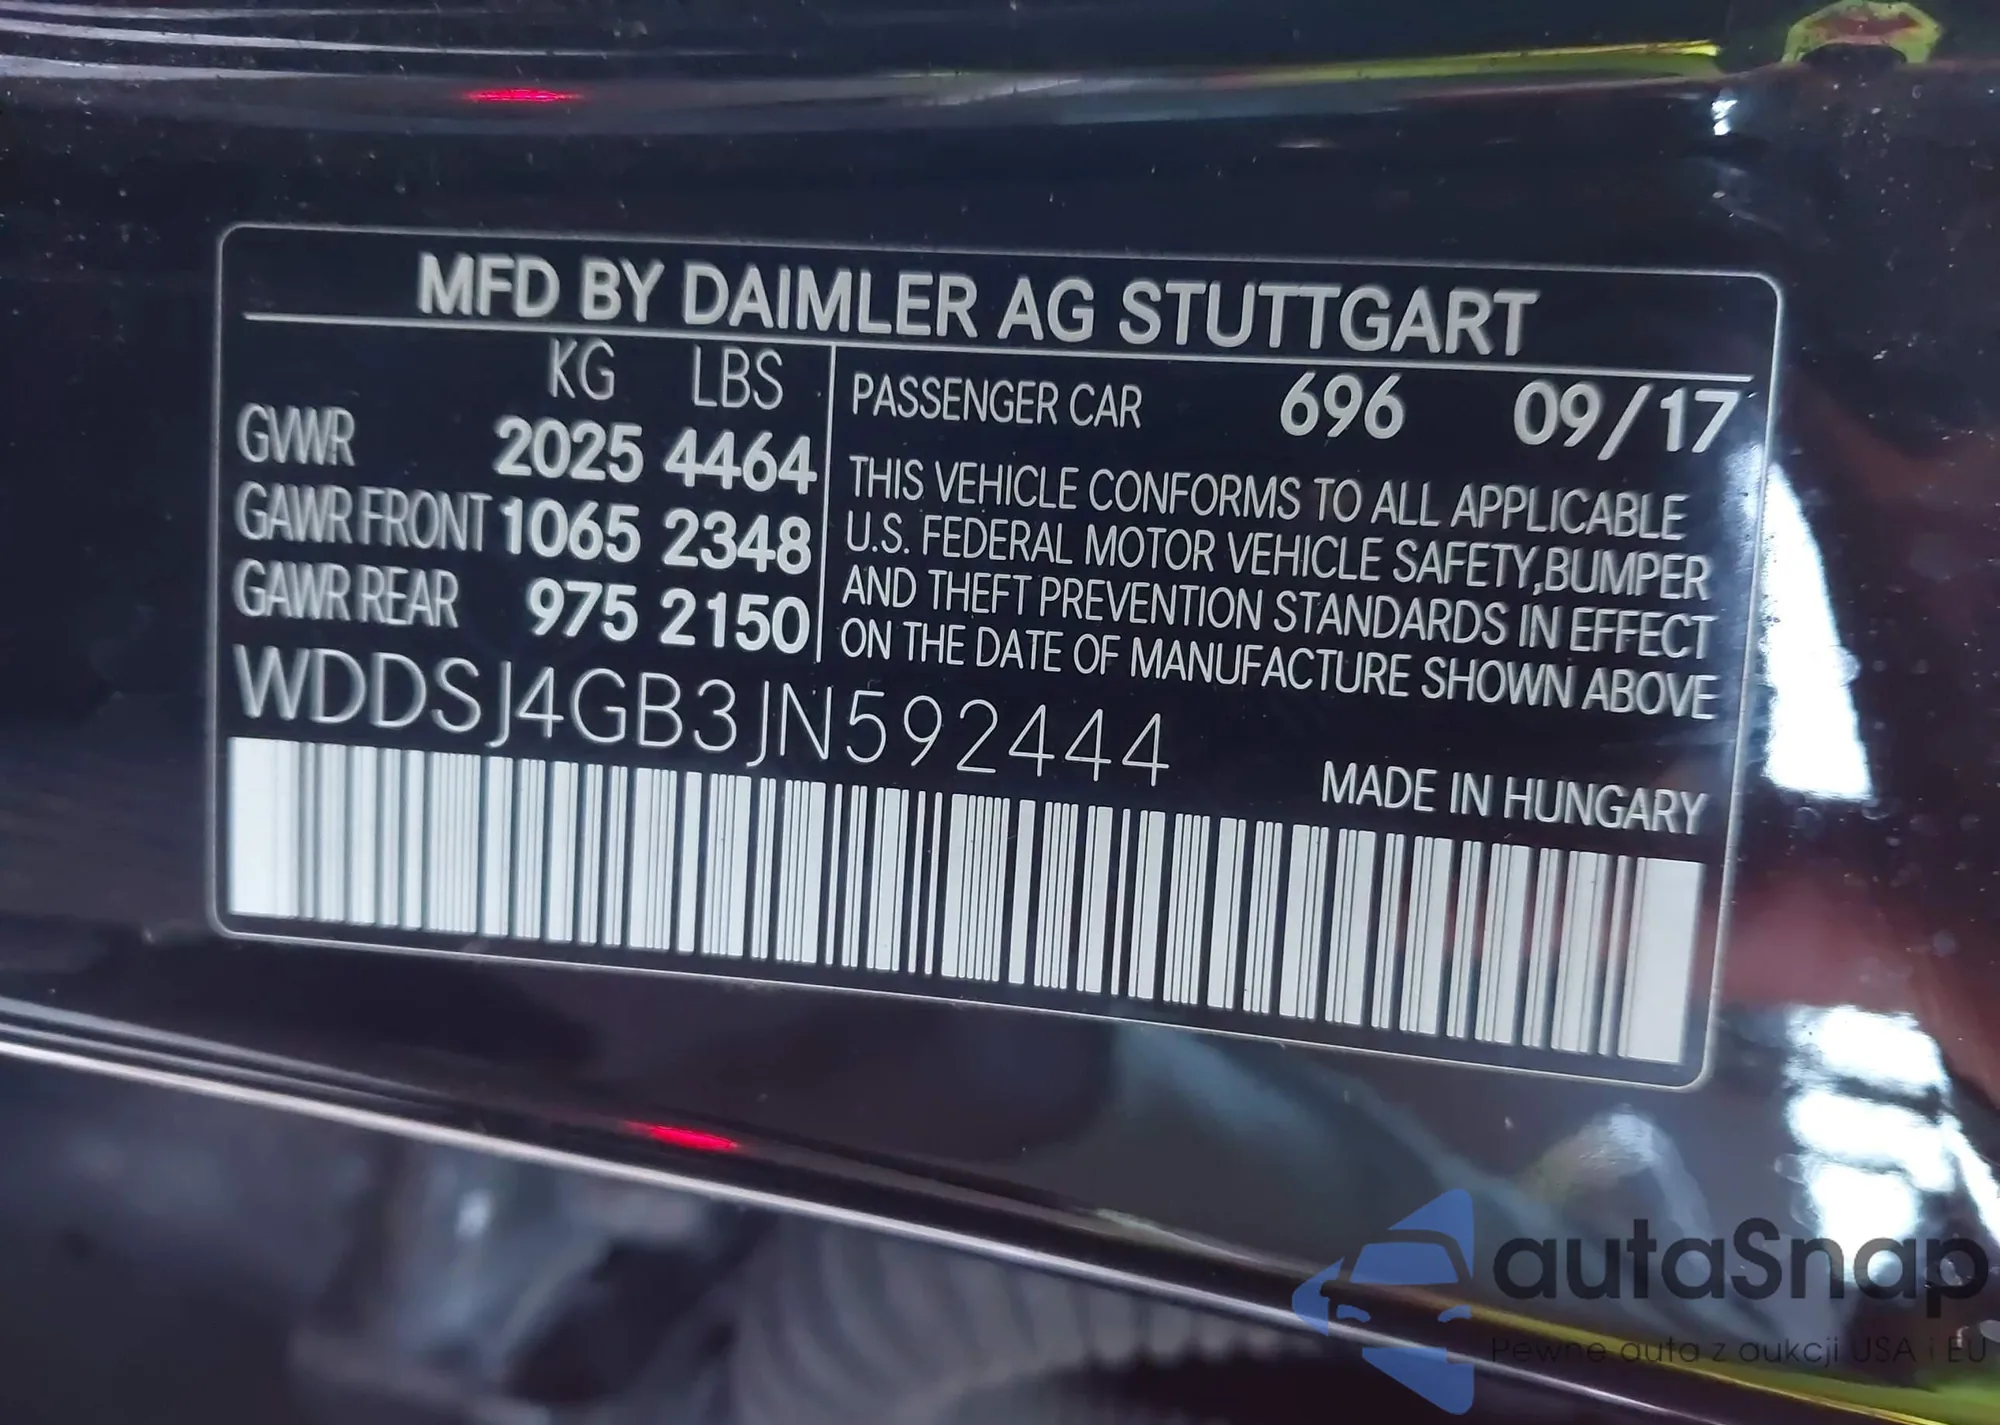 MFD BY DAIMLER AG STUTTGART
KG LBS
GVWR 2025 4464
GAWR FRONT 1065 2348
GAWR REAR 975 2150
PASSENGER CAR 696 09/17
THIS VEHICLE CONFORMS TO ALL APPLICABLE
U.S. FEDERAL MOTOR VEHICLE SAFETY,BUMPER
AND THEFT PREVENTION STANDARDS IN EFFECT
ON THE DATE OF MANUFACTURE SHOWN ABOVE
WDDSJ4GB3JN592444
MADE IN HUNGARY
autaSnap
Pewne auta z aukcji USA i EU